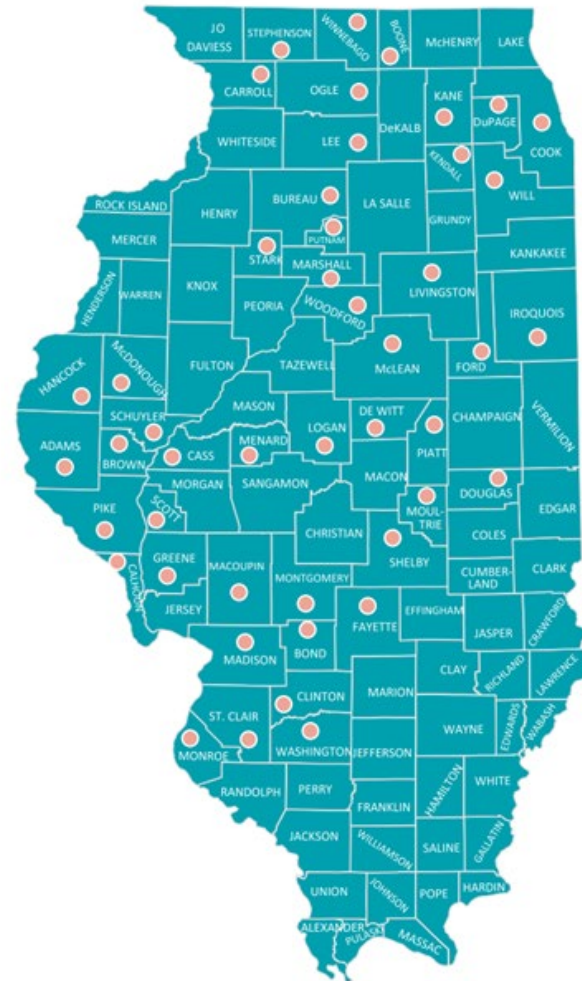 JO
DAVIESS
STEPHENSON
WINNEBAGO
BOONE
McHENRY
LAKE
CARROLL
OGLE
KANE
DuPAGE
DeKALB
COOK
WHITESIDE
LEE
KENDALL
WILL
ROCK ISLAND
HENRY
BUREAU
LA SALLE
PUTNAM
GRUNDY
MERCER
STARK
MARSHALL
KANKAKEE
HENDERSON
WARREN
KNOX
PEORIA
WOODFORD
LIVINGSTON
IROQUOIS
HANCOCK
McDONOUGH
FULTON
TAZEWELL
McLEAN
FORD
SCHUYLER
MASON
DE WITT
CHAMPAIGN
VERMILION
ADAMS
BROWN
CASS
MENARD
LOGAN
PIATT
MORGAN
SANGAMON
MACON
DOUGLAS
PIKE
SCOTT
MOUL-
TRIE
EDGAR
CHRISTIAN
COLES
GREENE
MACOUPIN
SHELBY
CALHOUN
MONTGOMERY
CUMBER-
LAND
CLARK
JERSEY
FAYETTE
EFFINGHAM
JASPER
CRAWFORD
MADISON
BOND
CLAY
RICHLAND
LAWRENCE
CLINTON
MARION
ST. CLAIR
WAYNE
EDWARDS
WABASH
MONROE
WASHINGTON
JEFFERSON
RANDOLPH
PERRY
HAMILTON
WHITE
FRANKLIN
JACKSON
WILLIAMSON
SALINE
GALLATIN
UNION
JOHNSON
POPE
HARDIN
ALEXANDER
PULASKI
MASSAC